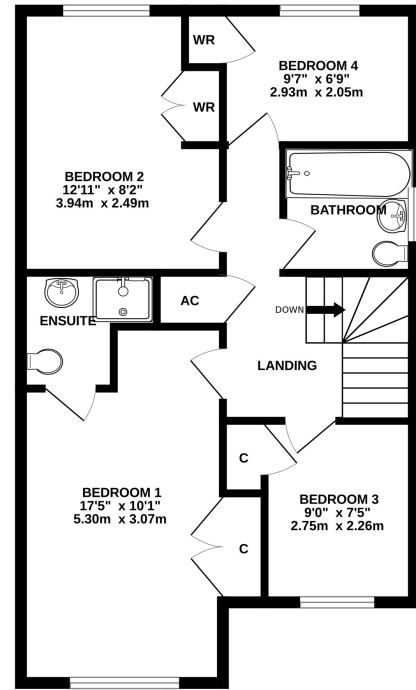 WR
BEDROOM 4
9'7" x 6'9"
2.93m x 2.05m
WR
BEDROOM 2
12'11" x 8'2"
3.94m x 2.49m
BATHROOM
AC
DOWN
ENSUITE
LANDING
C
BEDROOM 1
17'5" x 10'1"
5.30m x 3.07m
BEDROOM 3
9'0" x 7'5"
2.75m x 2.26m
C